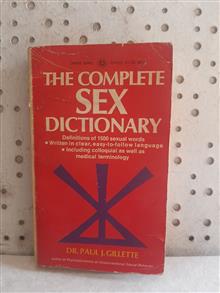 THE COMPLETE
SEX
DICTIONARY
Definitions of 1500 sexual words
• Written in clear, easy-to-follow language
• Including colloquial as well as
medical terminology
DR. PAUL J. GILLETTE